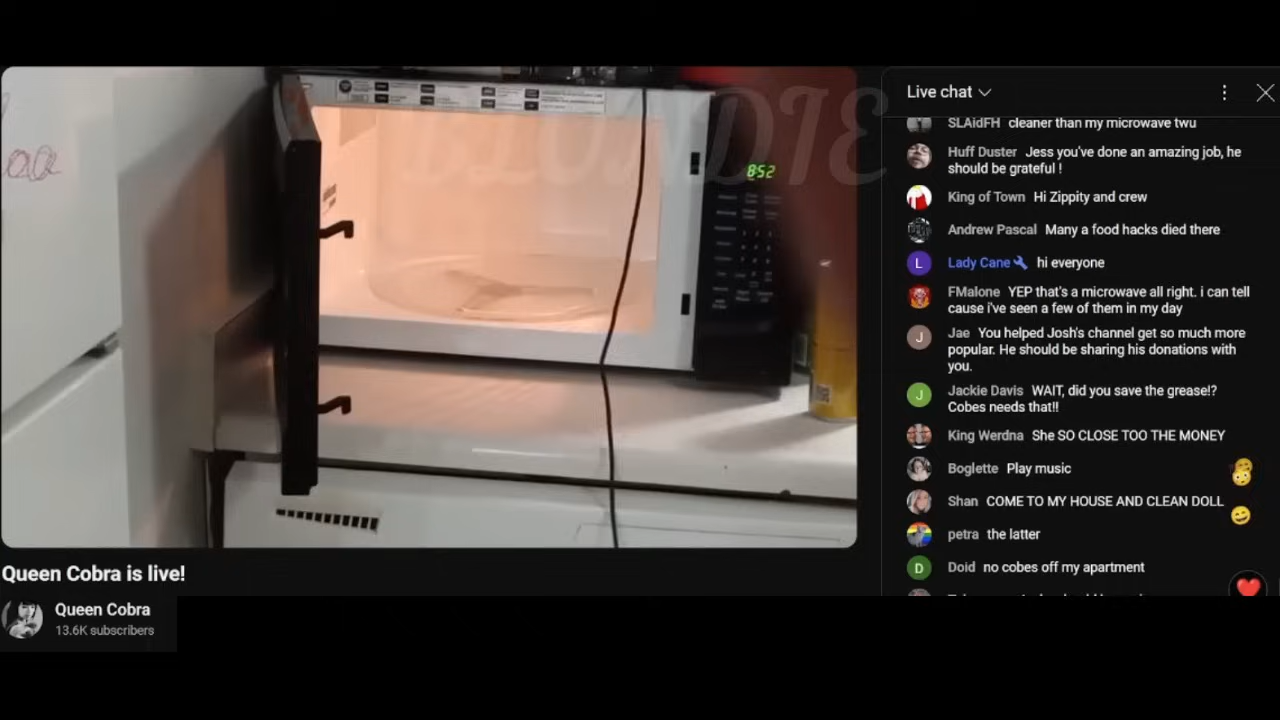 BLONDIE
8:52
Queen Cobra is live!
Queen Cobra
13.6K subscribers
Live chat
SLAidFH cleaner than my microwave twu
Huff Duster Jess you've done an amazing job, he
should be grateful !
King of Town Hi Zippity and crew
Andrew Pascal Many a food hacks died there
Lady Cane hi everyone
FMalone YEP that's a microwave all right. i can tell
cause i've seen a few of them in my day
Jae You helped Josh's channel get so much more
popular. He should be sharing his donations with
you.
Jackie Davis WAIT, did you save the grease!?
Cobes needs that!!
King Werdna She SO CLOSE TOO THE MONEY
Boglette Play music
Shan COME TO MY HOUSE AND CLEAN DOLL
petra the latter
Doid no cobes off my apartment